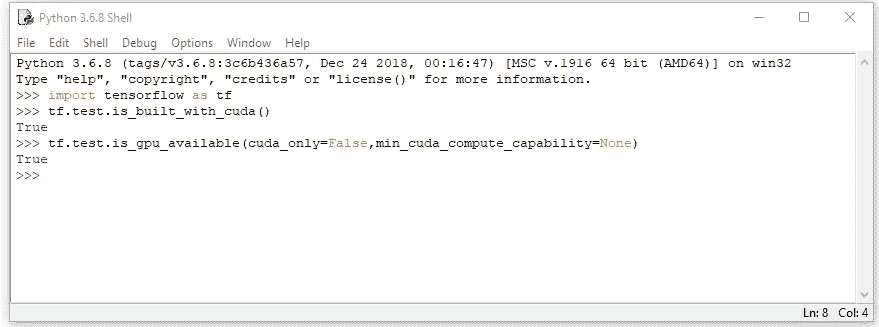 Python 3.6.8 Shell
File Edit Shell Debug Options Window Help
Python 3.6.8 (tags/v3.6.8:3c6b436a57, Dec 24 2018, 00:16:47) [MSC v.1916 64 bit (AMD64)] on win32
Type "help", "copyright", "credits" or "license()" for more information.
>>> import tensorflow as tf
>>> tf.test.is_built_with_cuda()
True
>>> tf.test.is_gpu_available(cuda_only=False,min_cuda_compute_capability=None)
True
>>>
Ln: 8 Col: 4